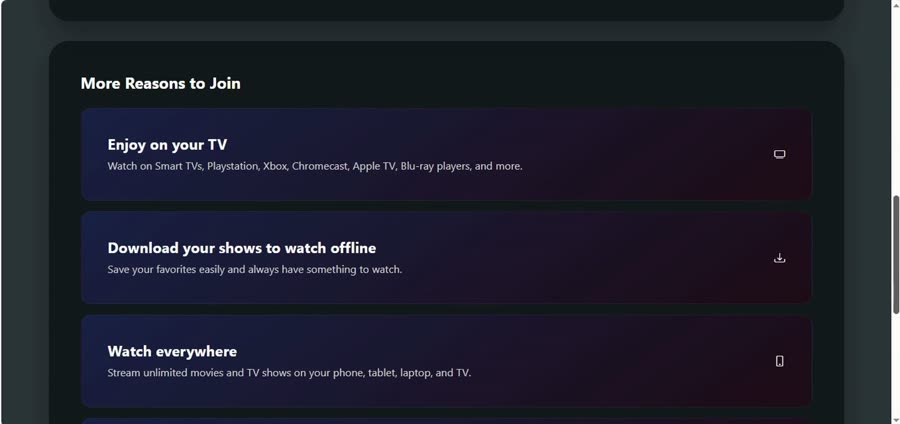 More Reasons to Join
Enjoy on your TV
Watch on Smart TVs, Playstation, Xbox, Chromecast, Apple TV, Blu-ray players, and more.
Download your shows to watch offline
Save your favorites easily and always have something to watch.
Watch everywhere
Stream unlimited movies and TV shows on your phone, tablet, laptop, and TV.